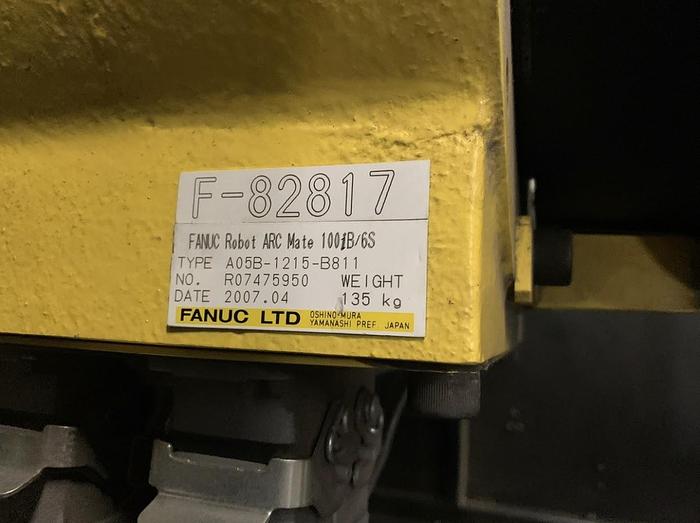 F-82817
FANUC Robot ARC Mate 100iB/6S
TYPE A05B-1215-B811
NO. R07475950 WEIGHT
DATE 2007.04 135 kg
FANUC LTD OSHINO-MURA
YAMANASHI PREF. JAPAN